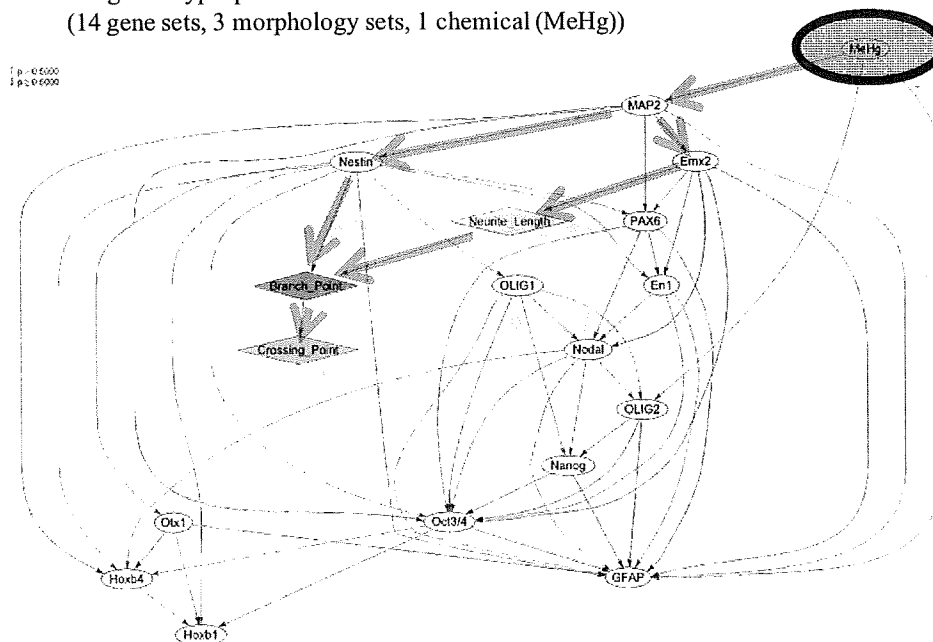 (14 gene sets, 3 morphology sets, 1 chemical (MeHg))
MeHg
MAP2
Nestin
Emx2
Neurite_Length
PAX6
Branch_Point
OLIG1
En1
Crossing_Point
Nodal
OLIG2
Nanog
Otx1
Oct3/4
Hoxb4
GFAP
Hoxb1